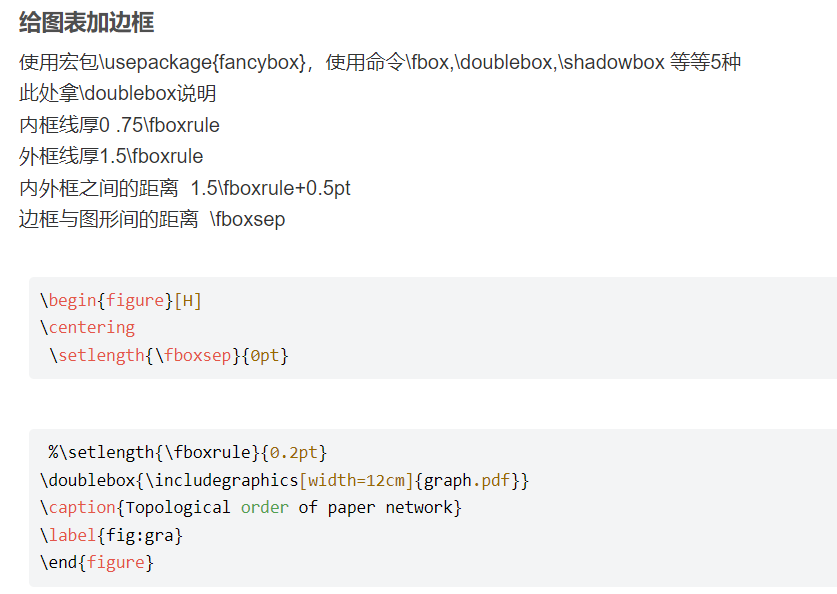 给图表加边框
使用宏包\usepackage{fancybox}，使用命令\fbox,\doublebox,\shadowbox 等等5种
此处拿\doublebox说明
内框线厚0 .75\fboxrule
外框线厚1.5\fboxrule
内外框之间的距离  1.5\fboxrule+0.5pt
边框与图形间的距离  \fboxsep
\begin{figure}[H]
\centering
 \setlength{\fboxsep}{0pt}
 %\setlength{\fboxrule}{0.2pt}
\doublebox{\includegraphics[width=12cm]{graph.pdf}}
\caption{Topological order of paper network}
\label{fig:gra}
\end{figure}